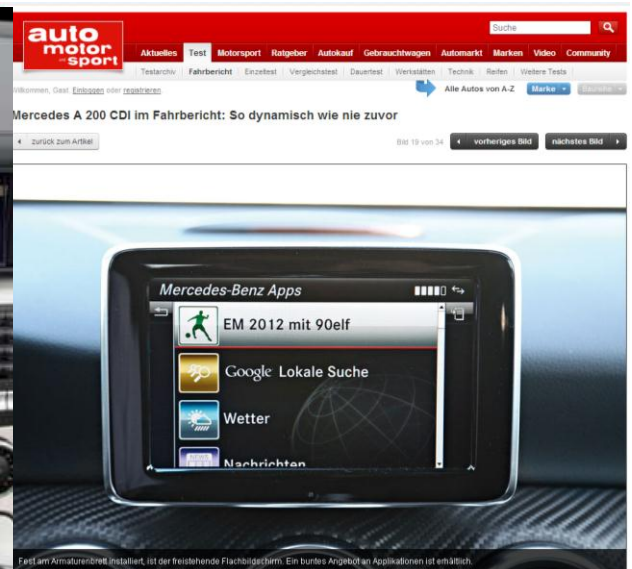 auto
motor
und
sport
Suche
Aktuelles Test Motorsport Ratgeber Autokauf Gebrauchtwagen Automarkt Marken Video Community
Testarchiv Fahrbericht Einzeltest Vergleichstest Dauertest Werkstätten Technik Reifen Weitere Tests
Willkommen, Gast. Einloggen oder registrieren. Alle Autos von A-Z Marke Baureihe
Mercedes A 200 CDI im Fahrbericht: So dynamisch wie nie zuvor
zurück zum Artikel Bild 19 von 34 vorheriges Bild nächstes Bild
Mercedes-Benz Apps
EM 2012 mit 90elf
Google Lokale Suche
Wetter
NEWS
Nachrichten
Fest am Armaturenbrett installiert, ist der freistehende Flachbildschirm. Ein buntes Angebot an Applikationen ist erhältlich.